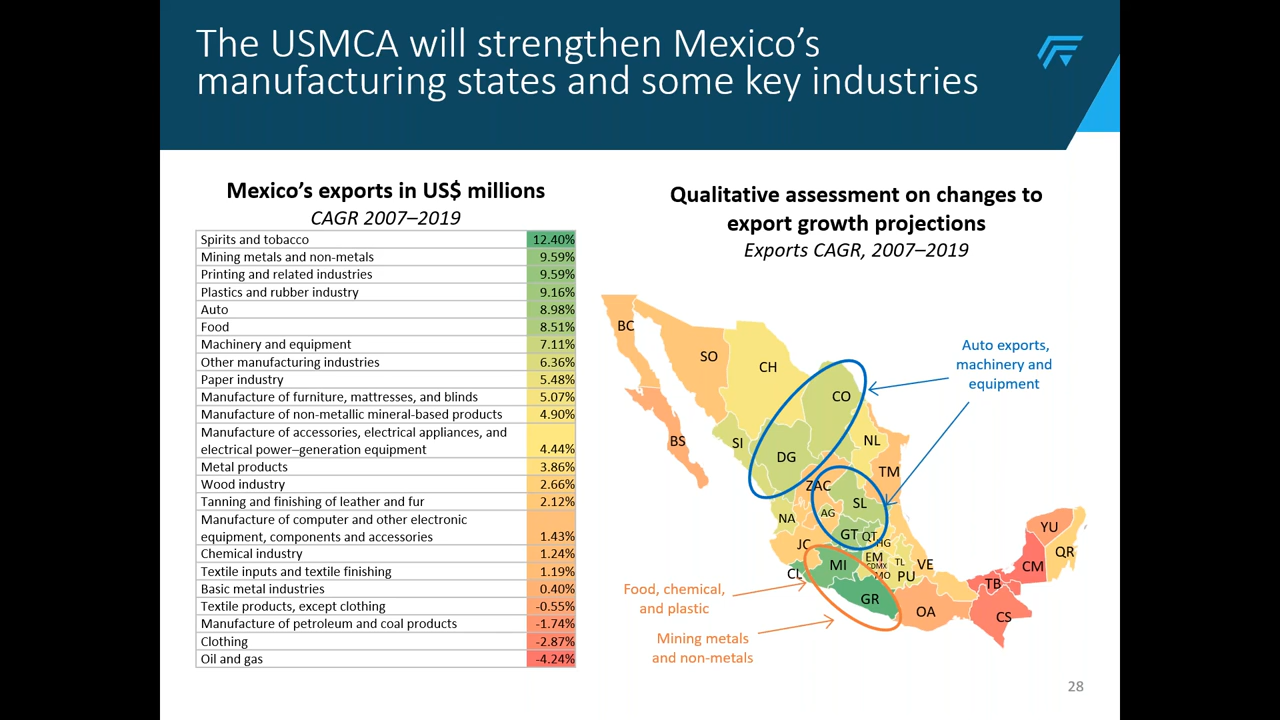 The USMCA will strengthen Mexico's
manufacturing states and some key industries
Mexico's exports in US$ millions
CAGR 2007–2019
Spirits and tobacco 12.40%
Mining metals and non-metals 9.59%
Printing and related industries 9.59%
Plastics and rubber industry 9.16%
Auto 8.98%
Food 8.51%
Machinery and equipment 7.11%
Other manufacturing industries 6.36%
Paper industry 5.48%
Manufacture of furniture, mattresses, and blinds 5.07%
Manufacture of non-metallic mineral-based products 4.90%
Manufacture of accessories, electrical appliances, and
electrical power–generation equipment 4.44%
Metal products 3.86%
Wood industry 2.66%
Tanning and finishing of leather and fur 2.12%
Manufacture of computer and other electronic
equipment, components and accessories 1.43%
Chemical industry 1.24%
Textile inputs and textile finishing 1.19%
Basic metal industries 0.40%
Textile products, except clothing -0.55%
Manufacture of petroleum and coal products -1.74%
Clothing -2.87%
Oil and gas -4.24%
Qualitative assessment on changes to
export growth projections
Exports CAGR, 2007–2019
BC
SO
CH
CO
BS
SI
DG
NL
TM
ZAC
SL
NA
AG
GT
QT
HG
JC
CL
MI
EM
CDMX
MO
TL
PU
VE
GR
OA
TB
CS
CM
YU
QR
Auto exports,
machinery and
equipment
Food, chemical,
and plastic
Mining metals
and non-metals
28